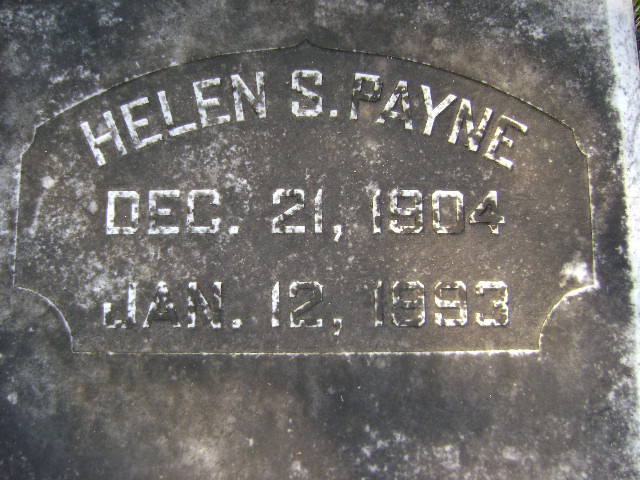 HELEN S. PAYNE
DEC. 21, 1904
JAN. 12, 1993